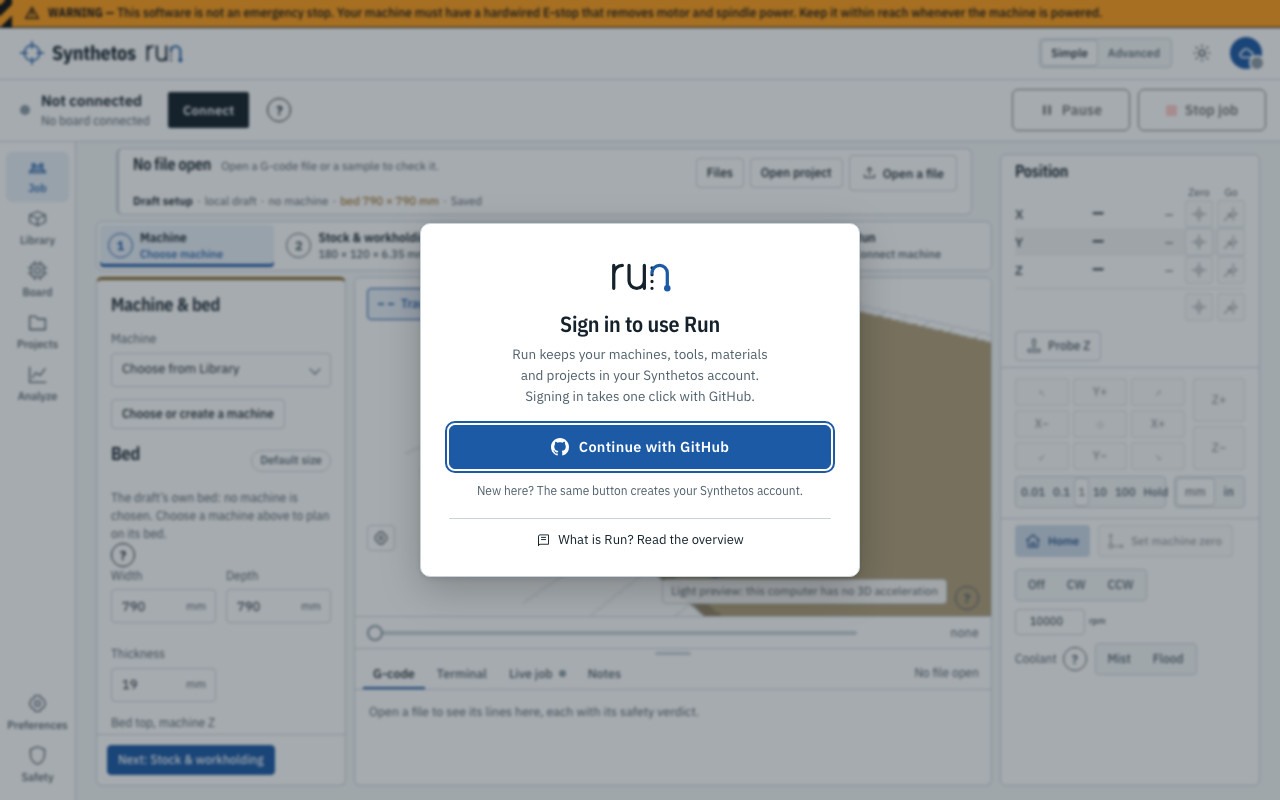 WARNING — This software is not an emergency stop. Your machine must have a hardwired E-stop that removes motor and spindle power. Keep it within reach whenever the machine is powered.
Synthetos run
Simple Advanced
Not connected
No board connected
Connect
?
Pause
Stop job
Job
Library
Board
Projects
Analyze
Preferences
Safety
No file open Open a G-code file or a sample to check it.
Files
Open project
Open a file
Draft setup · local draft · no machine · bed 790 × 790 mm · Saved
1 Machine
Choose machine
2 Stock & workholdi
180 × 120 × 6.35 m
un
onnect machine
Machine & bed
Machine
Choose from Library
Choose or create a machine
Bed
Default size
The draft's own bed: no machine is
chosen. Choose a machine above to plan
on its bed.
?
Width Depth
790 mm 790 mm
Thickness
19 mm
Bed top, machine Z
Next: Stock & workholding
run
Sign in to use Run
Run keeps your machines, tools, materials
and projects in your Synthetos account.
Signing in takes one click with GitHub.
Continue with GitHub
New here? The same button creates your Synthetos account.
What is Run? Read the overview
Light preview: this computer has no 3D acceleration
?
none
G-code Terminal Live job Notes No file open
Open a file to see its lines here, each with its safety verdict.
Position
Zero Go
X — –
Y — –
Z — –
Probe Z
Y+
Z+
X− X+
Y−
Z−
0.01 0.1 1 10 100 Hold mm in
Home
Set machine zero
Off CW CCW
10000 rpm
Coolant ? Mist Flood